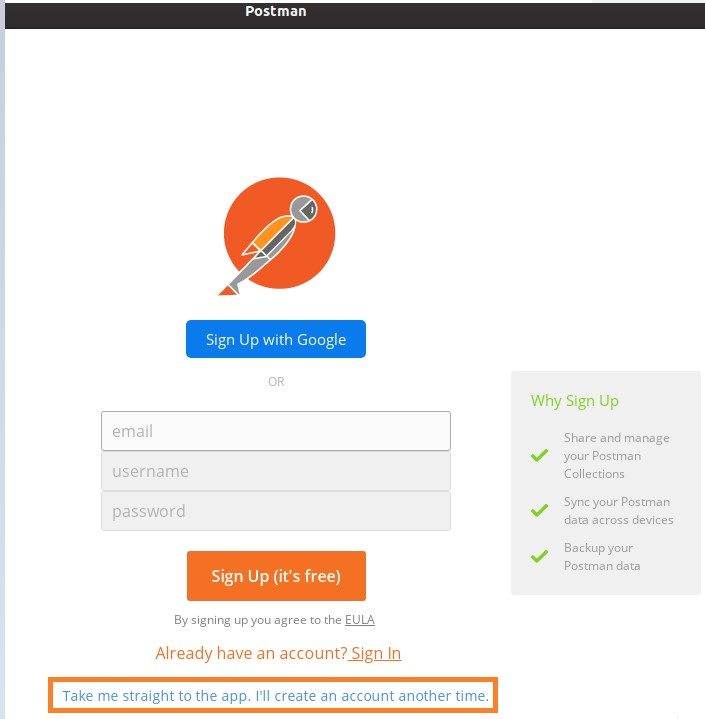 Postman
Sign Up with Google
OR
email
username
password
Sign Up (it's free)
By signing up you agree to the EULA
Already have an account? Sign In
Take me straight to the app. I'll create an account another time.
Why Sign Up
Share and manage
your Postman
Collections
Sync your Postman
data across devices
Backup your
Postman data